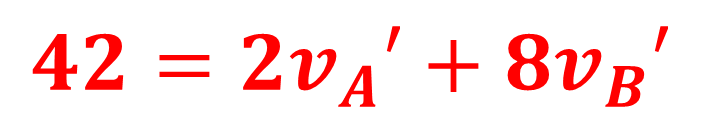 42 = 2v_A′ + 8v_B′